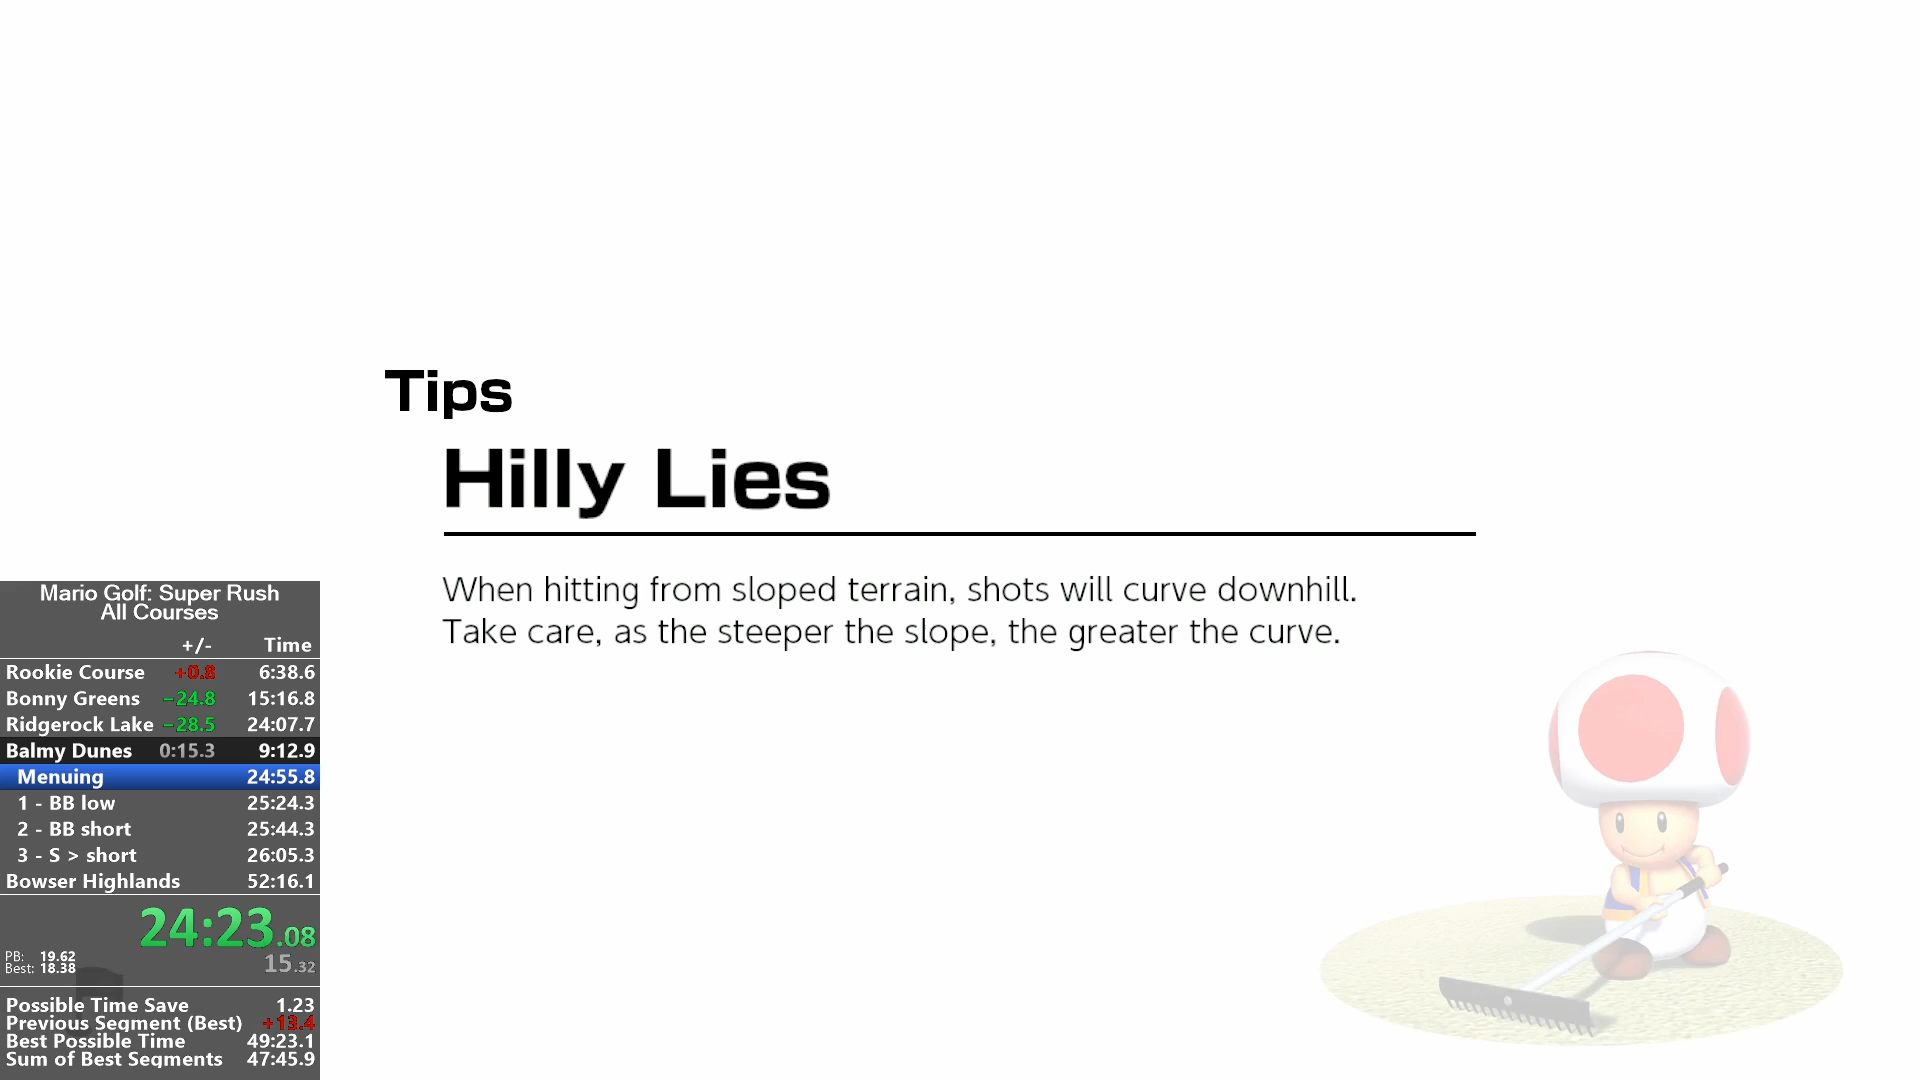 Tips
Hilly Lies
When hitting from sloped terrain, shots will curve downhill.
Take care, as the steeper the slope, the greater the curve.
Mario Golf: Super Rush
All Courses
+/- Time
Rookie Course +0.8 6:38.6
Bonny Greens −24.8 15:16.8
Ridgerock Lake −28.5 24:07.7
Balmy Dunes 0:15.3 9:12.9
Menuing 24:55.8
1 - BB low 25:24.3
2 - BB short 25:44.3
3 - S > short 26:05.3
Bowser Highlands 52:16.1
24:23.08
PB: 19.62
Best: 18.38
15.32
Possible Time Save 1.23
Previous Segment (Best) +13.4
Best Possible Time 49:23.1
Sum of Best Segments 47:45.9